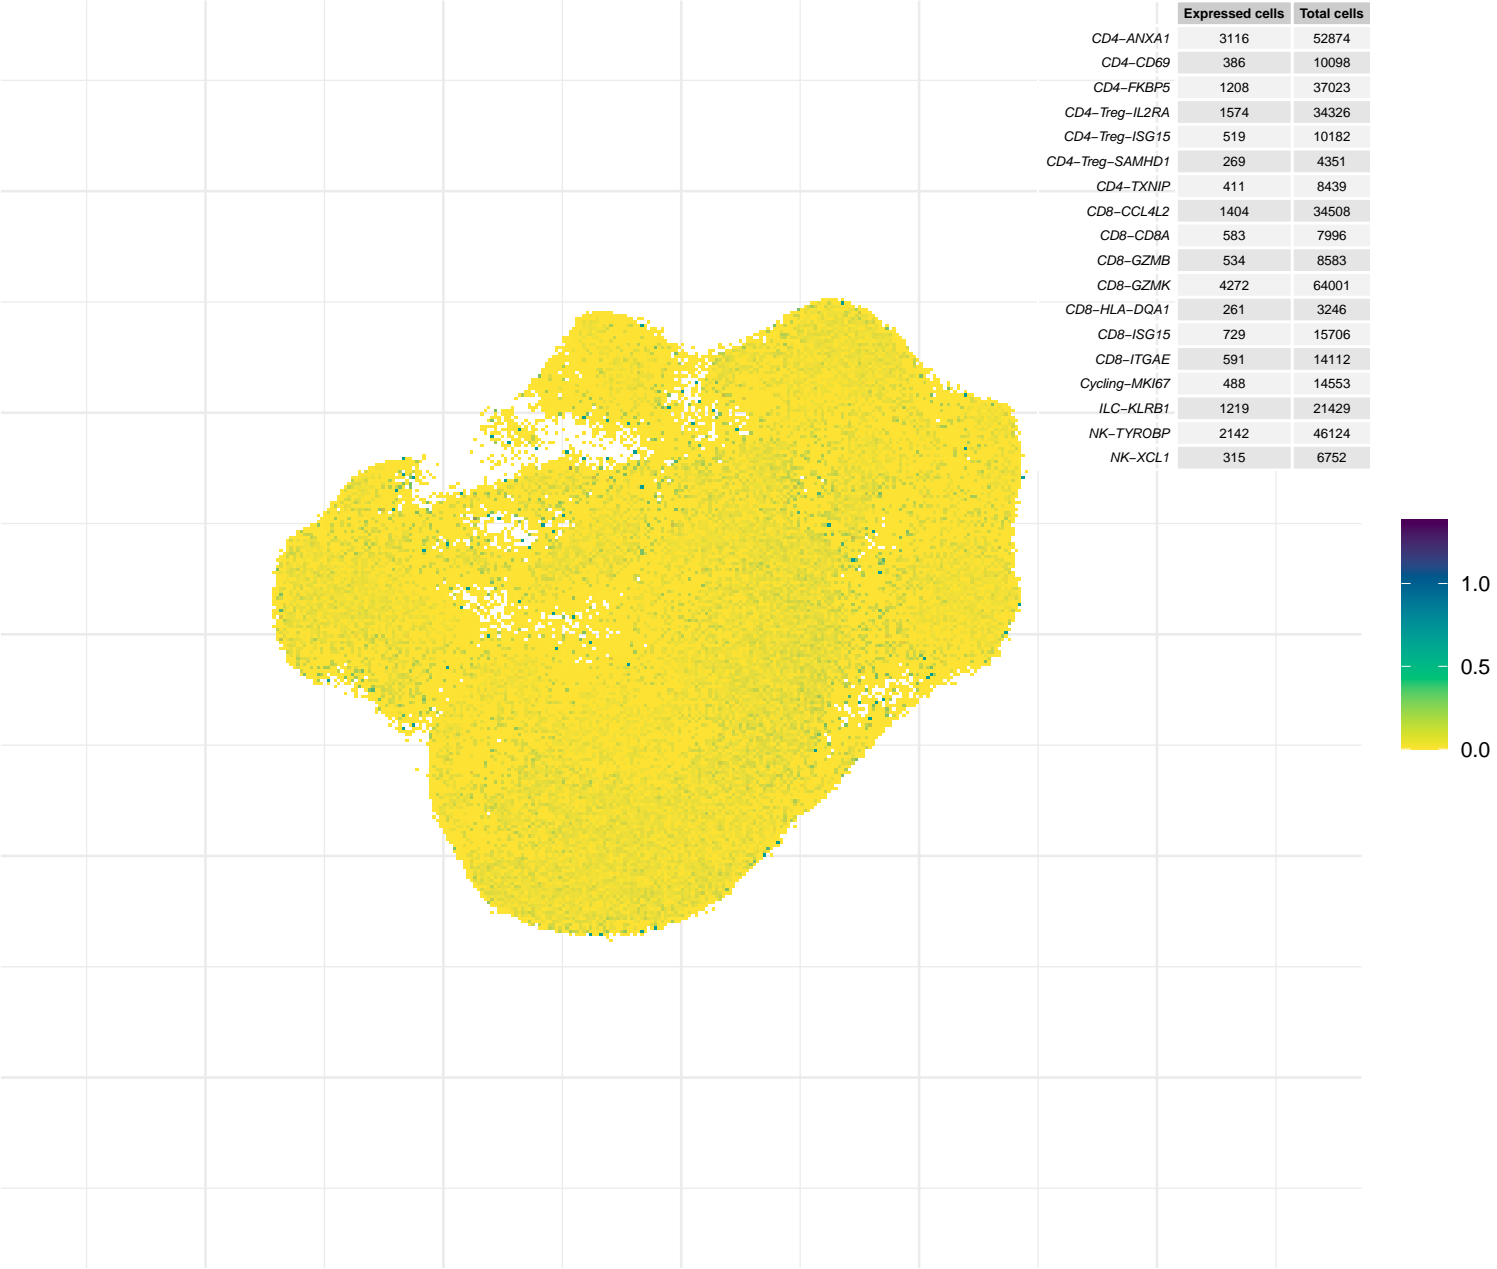 Expressed cells Total cells
CD4−ANXA1 3116 52874
CD4−CD69 386 10098
CD4−FKBP5 1208 37023
CD4−Treg−IL2RA 1574 34326
CD4−Treg−ISG15 519 10182
CD4−Treg−SAMHD1 269 4351
CD4−TXNIP 411 8439
CD8−CCL4L2 1404 34508
CD8−CD8A 583 7996
CD8−GZMB 534 8583
CD8−GZMK 4272 64001
CD8−HLA−DQA1 261 3246
CD8−ISG15 729 15706
CD8−ITGAE 591 14112
Cycling−MKI67 488 14553
ILC−KLRB1 1219 21429
NK−TYROBP 2142 46124
NK−XCL1 315 6752
1.0
0.5
0.0